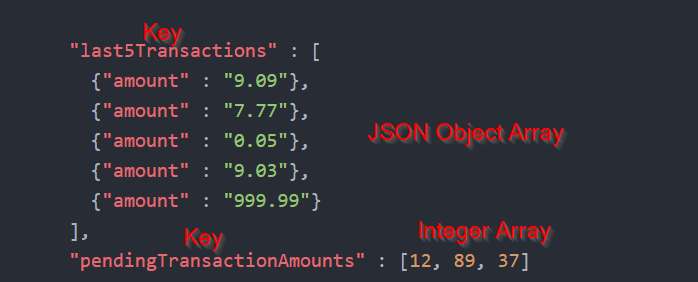 Key
"last5Transactions" : [
{"amount" : "9.09"},
{"amount" : "7.77"},
{"amount" : "0.05"},
JSON Object Array
{"amount" : "9.03"},
{"amount" : "999.99"}
],
Key
Integer Array
"pendingTransactionAmounts" : [12, 89, 37]